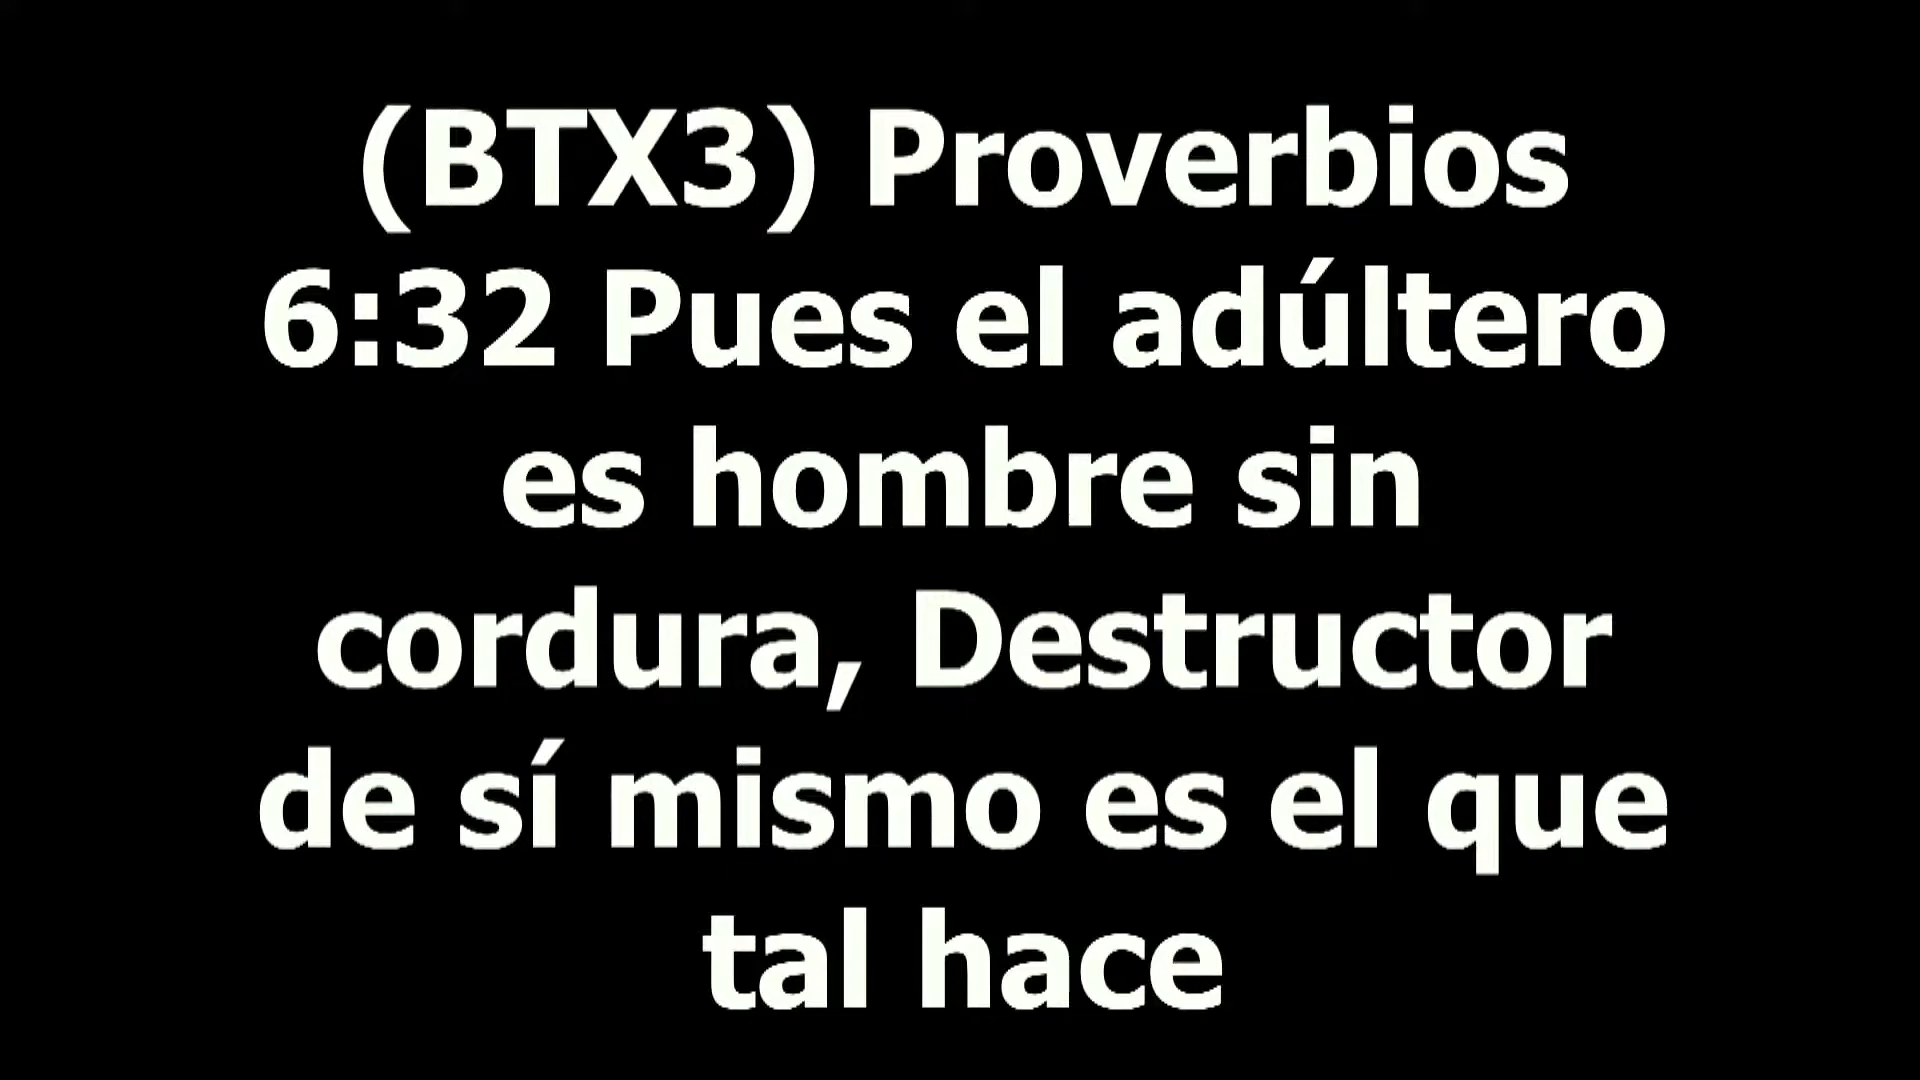 (BTX3) Proverbios
6:32 Pues el adúltero
es hombre sin
cordura, Destructor
de sí mismo es el que
tal hace